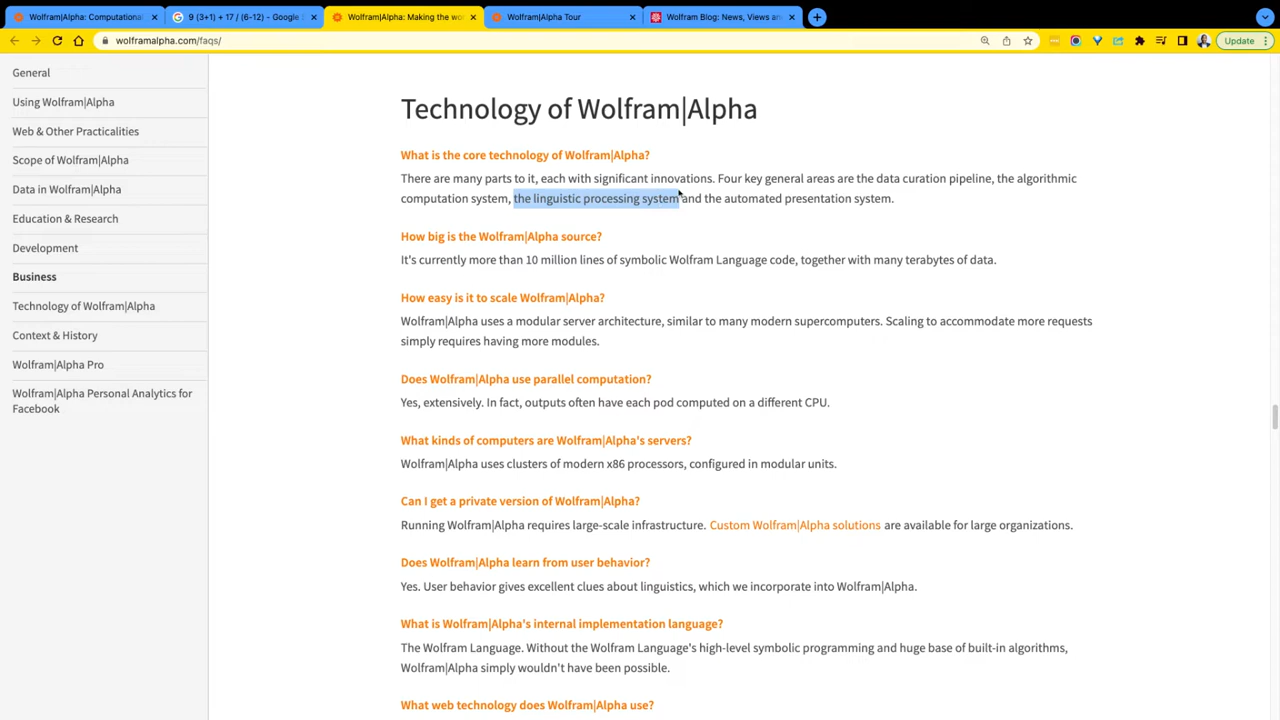 Wolfram|Alpha: Computational
9 (3+1) + 17 / (6-12) - Google
Wolfram|Alpha: Making the wo
Wolfram|Alpha Tour
Wolfram Blog: News, Views an
wolframalpha.com/faqs/
Update
General
Using Wolfram|Alpha
Web & Other Practicalities
Scope of Wolfram|Alpha
Data in Wolfram|Alpha
Education & Research
Development
Business
Technology of Wolfram|Alpha
Context & History
Wolfram|Alpha Pro
Wolfram|Alpha Personal Analytics for
Facebook
Technology of Wolfram|Alpha
What is the core technology of Wolfram|Alpha?
There are many parts to it, each with significant innovations. Four key general areas are the data curation pipeline, the algorithmic
computation system, the linguistic processing system and the automated presentation system.
How big is the Wolfram|Alpha source?
It's currently more than 10 million lines of symbolic Wolfram Language code, together with many terabytes of data.
How easy is it to scale Wolfram|Alpha?
Wolfram|Alpha uses a modular server architecture, similar to many modern supercomputers. Scaling to accommodate more requests
simply requires having more modules.
Does Wolfram|Alpha use parallel computation?
Yes, extensively. In fact, outputs often have each pod computed on a different CPU.
What kinds of computers are Wolfram|Alpha's servers?
Wolfram|Alpha uses clusters of modern x86 processors, configured in modular units.
Can I get a private version of Wolfram|Alpha?
Running Wolfram|Alpha requires large-scale infrastructure. Custom Wolfram|Alpha solutions are available for large organizations.
Does Wolfram|Alpha learn from user behavior?
Yes. User behavior gives excellent clues about linguistics, which we incorporate into Wolfram|Alpha.
What is Wolfram|Alpha's internal implementation language?
The Wolfram Language. Without the Wolfram Language's high-level symbolic programming and huge base of built-in algorithms,
Wolfram|Alpha simply wouldn't have been possible.
What web technology does Wolfram|Alpha use?